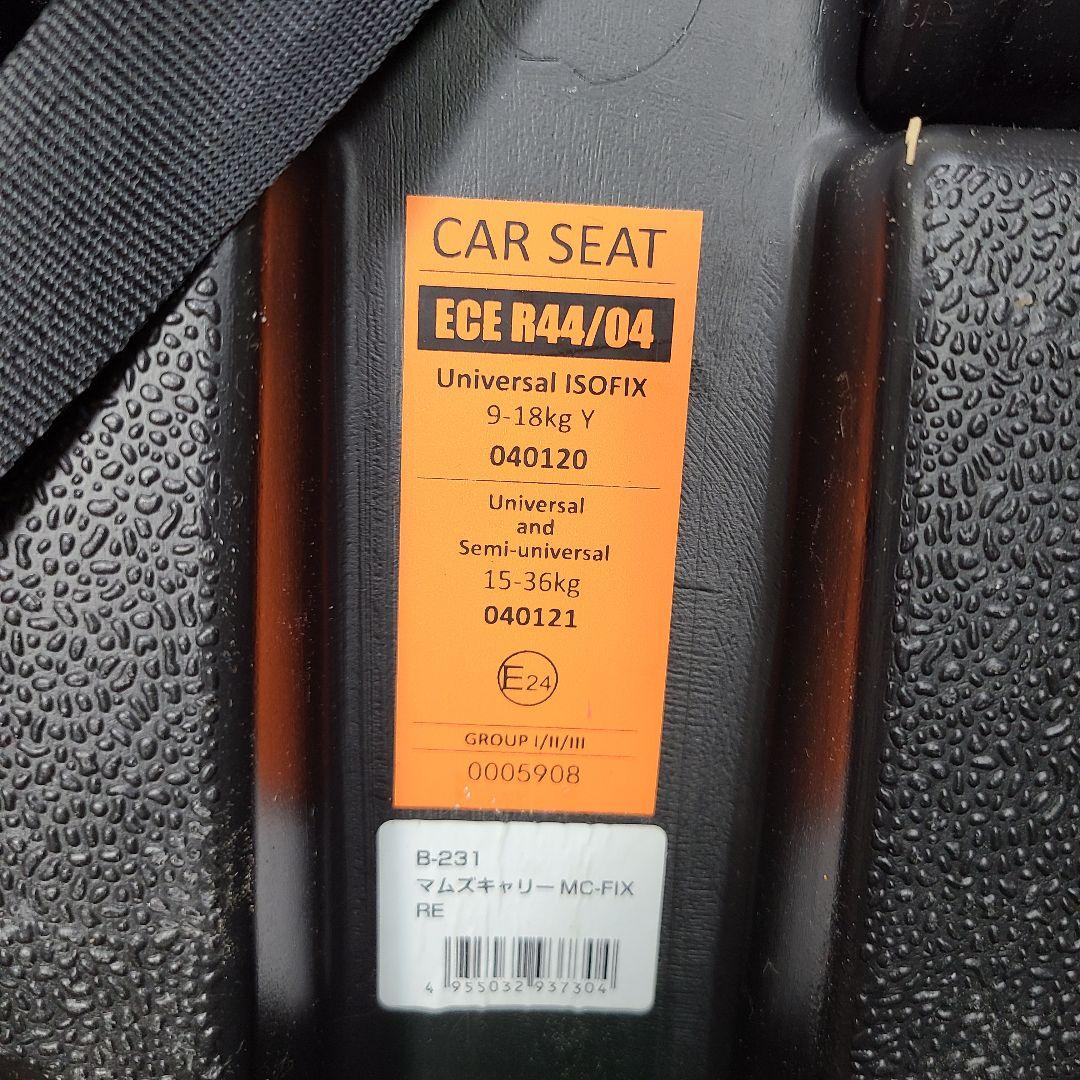 CAR SEAT
ECE R44/04
Universal ISOFIX
9-18kg Y
040120
Universal
and
Semi-universal
15-36kg
040121
E24
GROUP I/II/III
0005908
B-231
マムズキャリー MC-FIX
RE
4 955032 937304